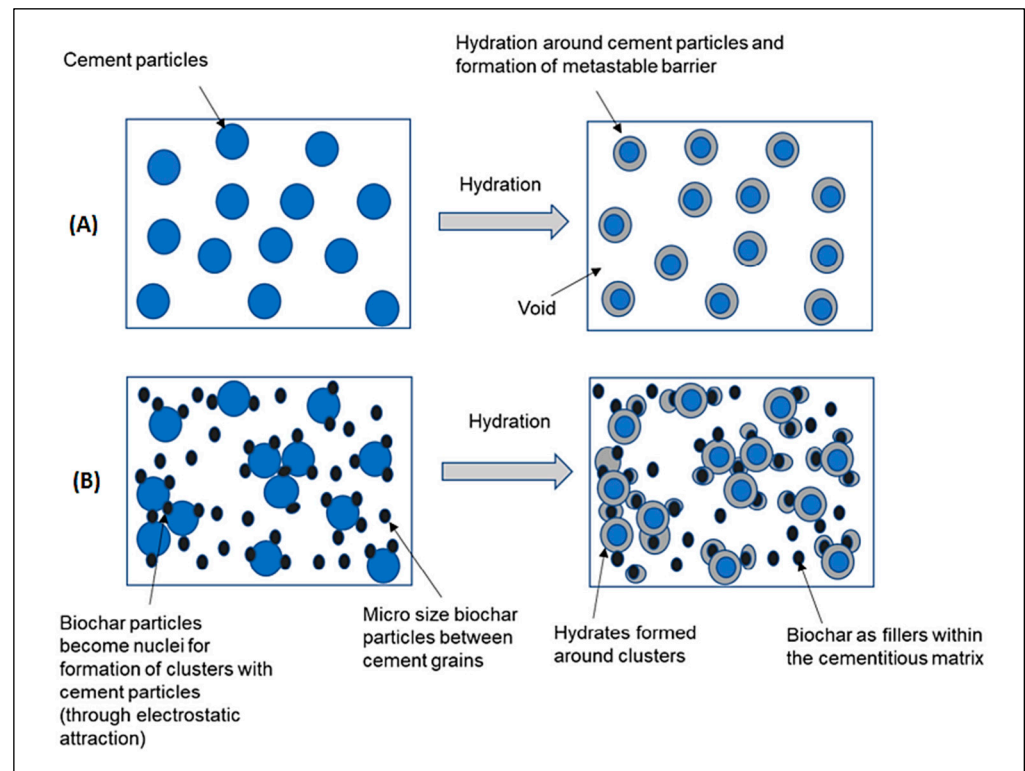 Cement particles
Hydration around cement particles and
formation of metastable barrier
(A)
Hydration
Void
(B)
Hydration
Biochar particles
become nuclei for
formation of clusters with
cement particles
(through electrostatic
attraction)
Micro size biochar
particles between
cement grains
Hydrates formed
around clusters
Biochar as fillers within
the cementitious matrix